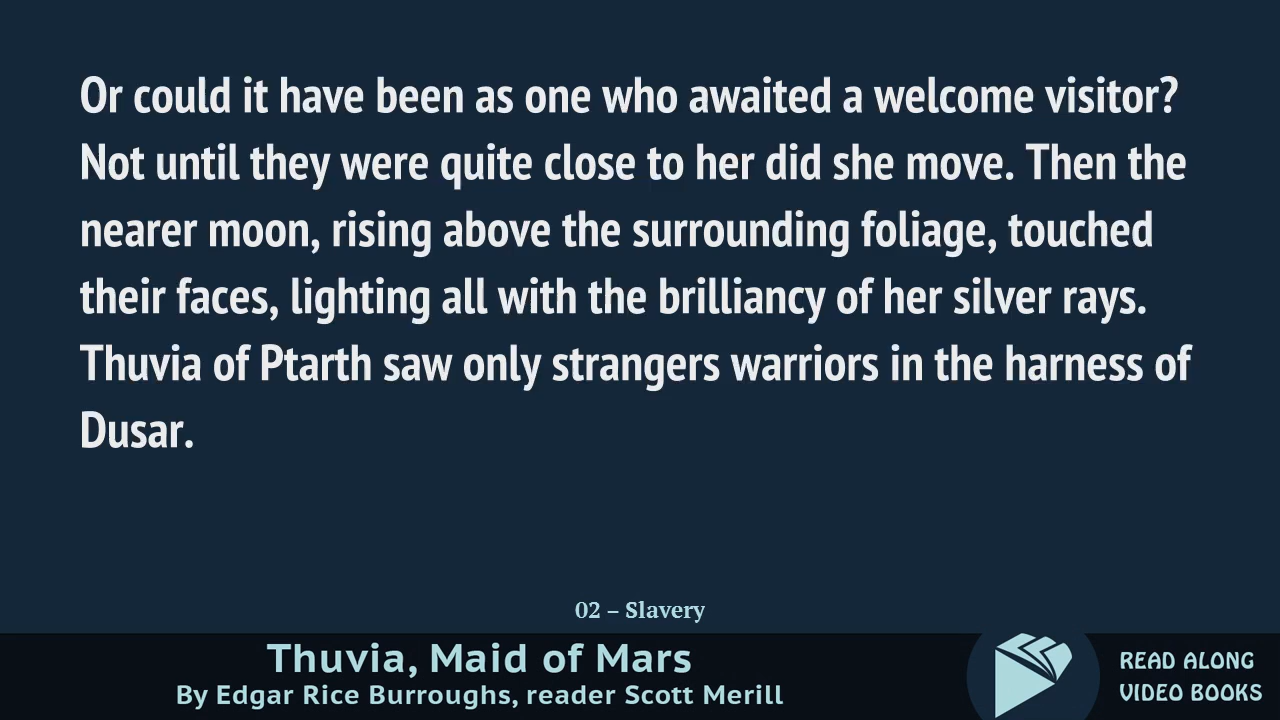 Or could it have been as one who awaited a welcome visitor?
Not until they were quite close to her did she move. Then the
nearer moon, rising above the surrounding foliage, touched
their faces, lighting all with the brilliancy of her silver rays.
Thuvia of Ptarth saw only strangers warriors in the harness of
Dusar.
02 – Slavery
Thuvia, Maid of Mars
By Edgar Rice Burroughs, reader Scott Merill
READ ALONG
VIDEO BOOKS